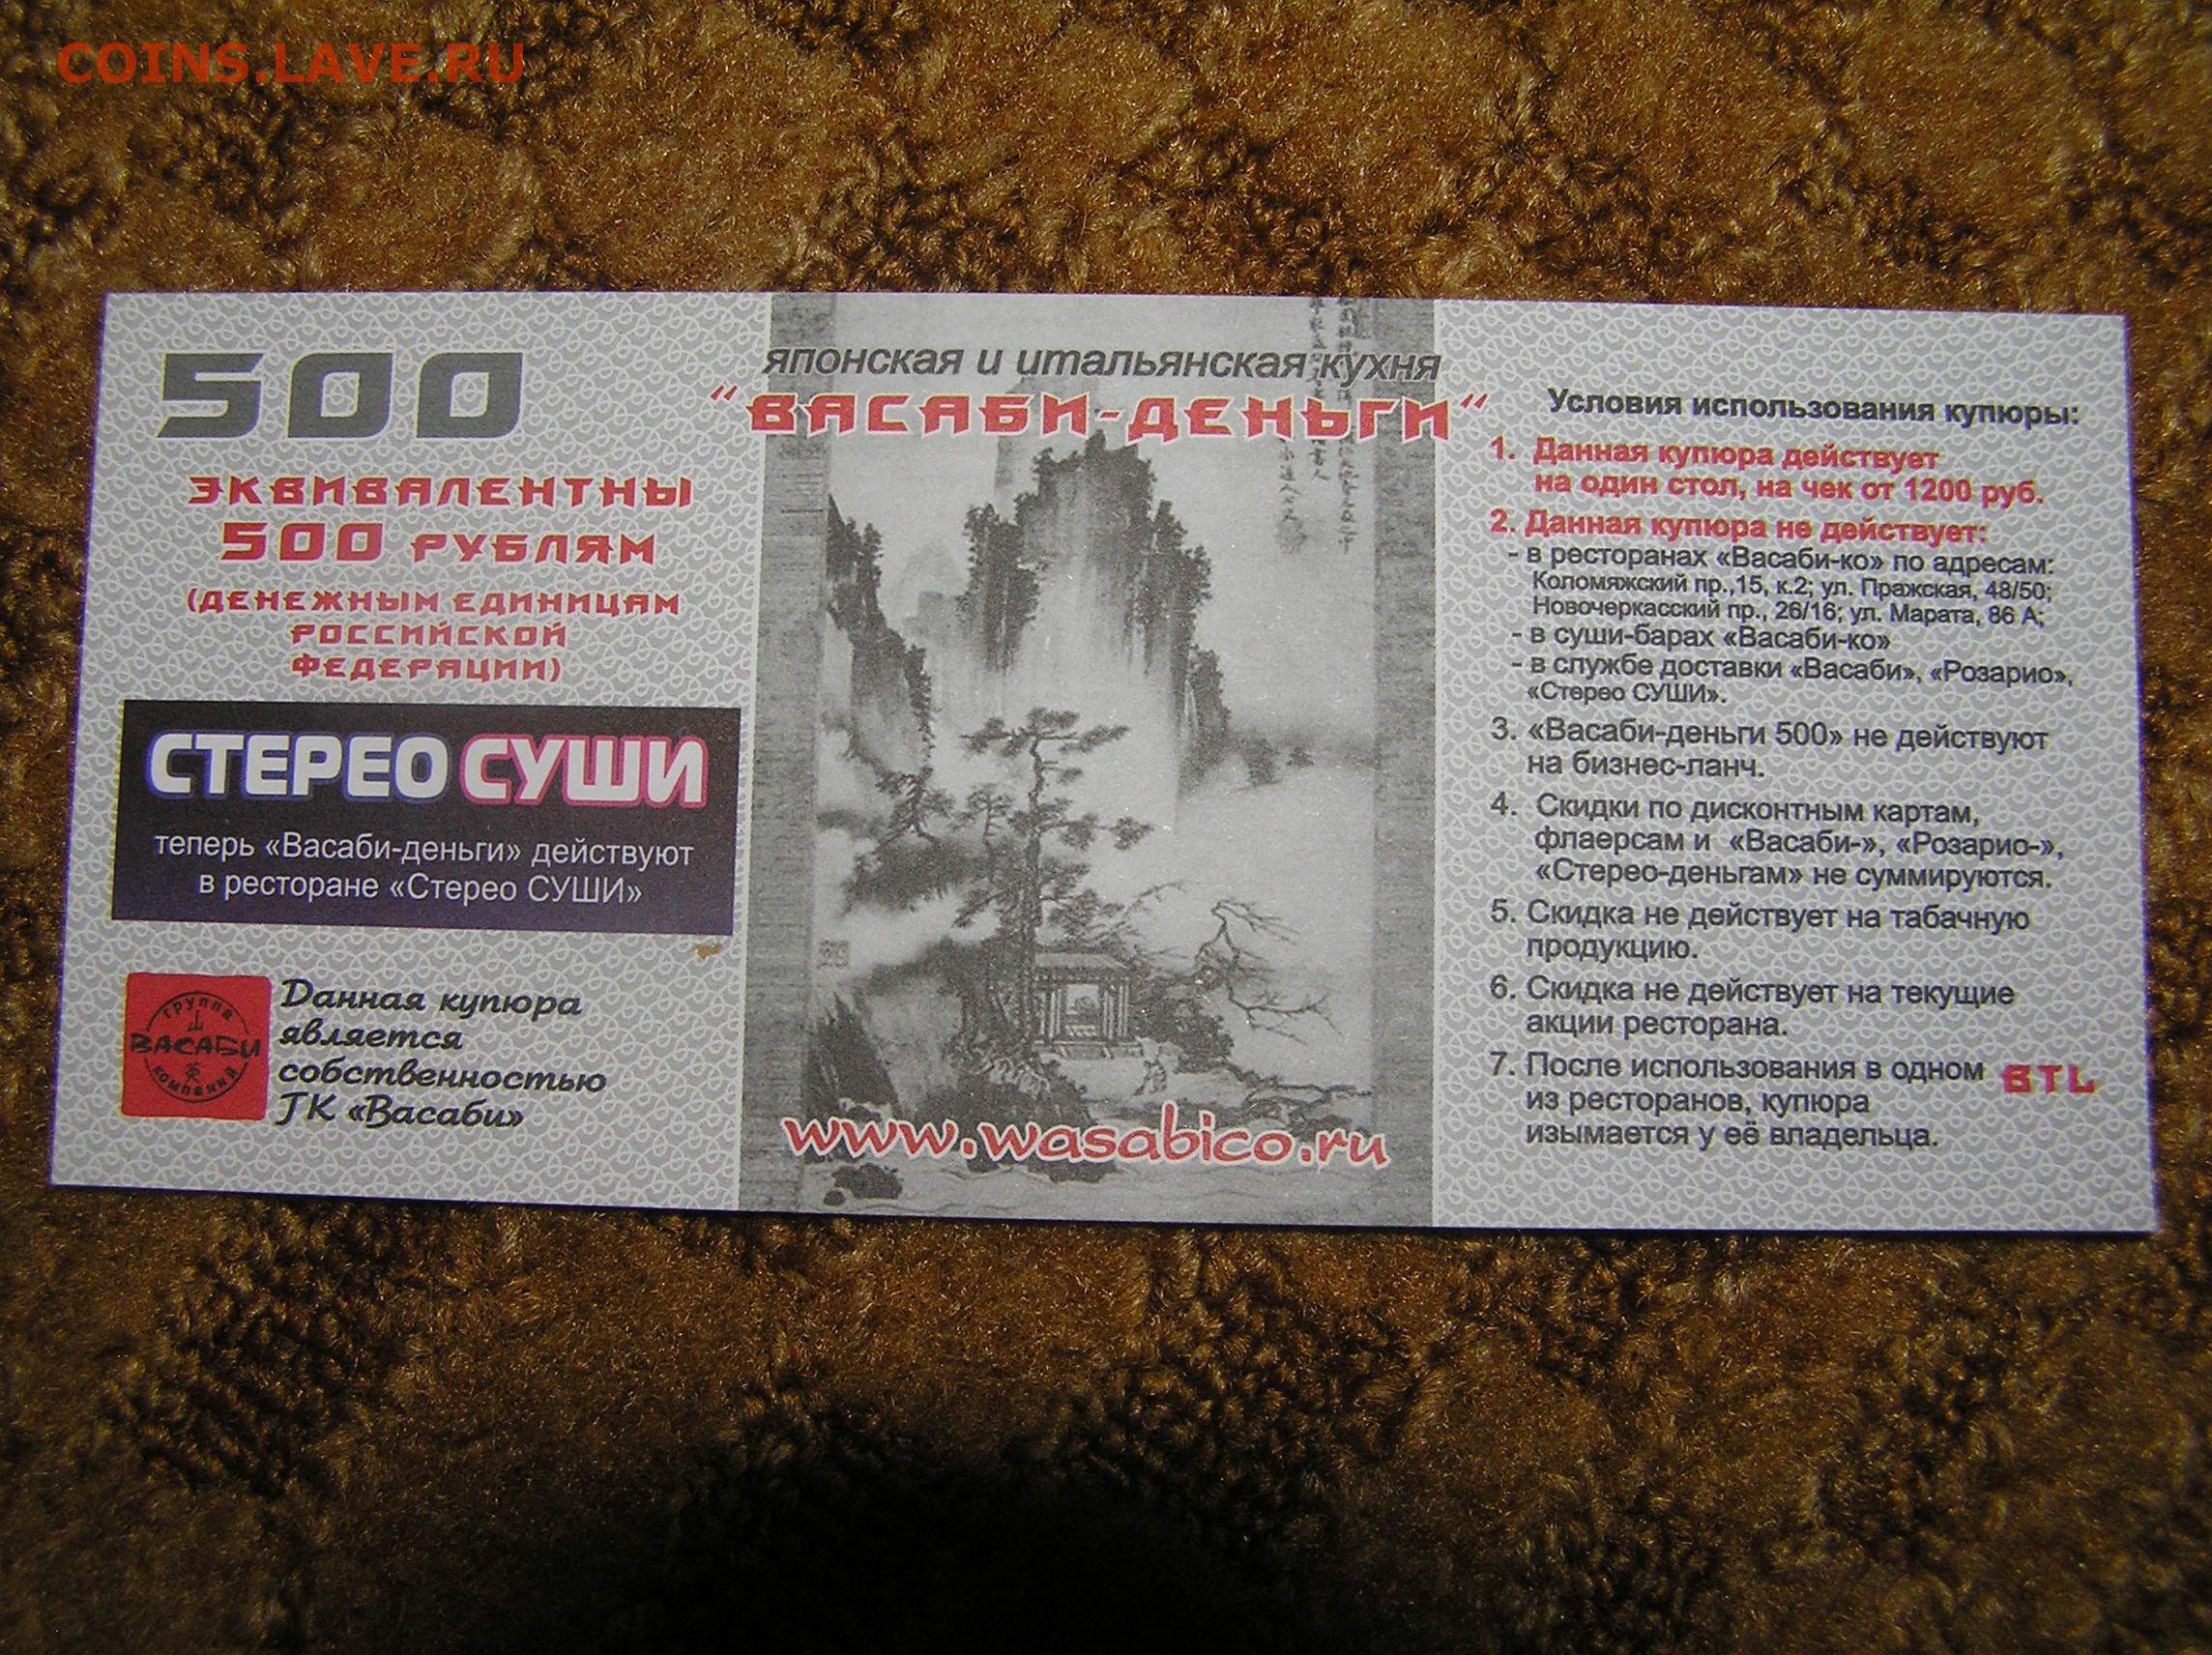 COINS.LAVE.RU
500
ЭКВИВАЛЕНТНЫ
500 РУБЛЯМ
(ДЕНЕЖНЫМ ЕДИНИЦАМ
РОССИЙСКОЙ
ФЕДЕРАЦИИ)
СТЕРЕО СУШИ
теперь «Васаби-деньги» действуют
в ресторане «Стерео СУШИ»
группа
ВАСАБИ
компаний
Данная купюра
является
собственностью
ГК «Васаби»
японская и итальянская кухня
"ВАСАБИ-ДЕНЬГИ"
www.wasabico.ru
Условия использования купюры:
1. Данная купюра действует
на один стол, на чек от 1200 руб.
2. Данная купюра не действует:
- в ресторанах «Васаби-ко» по адресам:
Коломяжский пр.,15, к.2; ул. Пражская, 48/50;
Новочеркасский пр., 26/16; ул. Марата, 86 А;
- в суши-барах «Васаби-ко»
- в службе доставки «Васаби», «Розарио»,
«Стерео СУШИ».
3. «Васаби-деньги 500» не действуют
на бизнес-ланч.
4. Скидки по дисконтным картам,
флаерсам и «Васаби-», «Розарио-»,
«Стерео-деньгам» не суммируются.
5. Скидка не действует на табачную
продукцию.
6. Скидка не действует на текущие
акции ресторана.
7. После использования в одном
из ресторанов, купюра
изымается у её владельца.
BTL